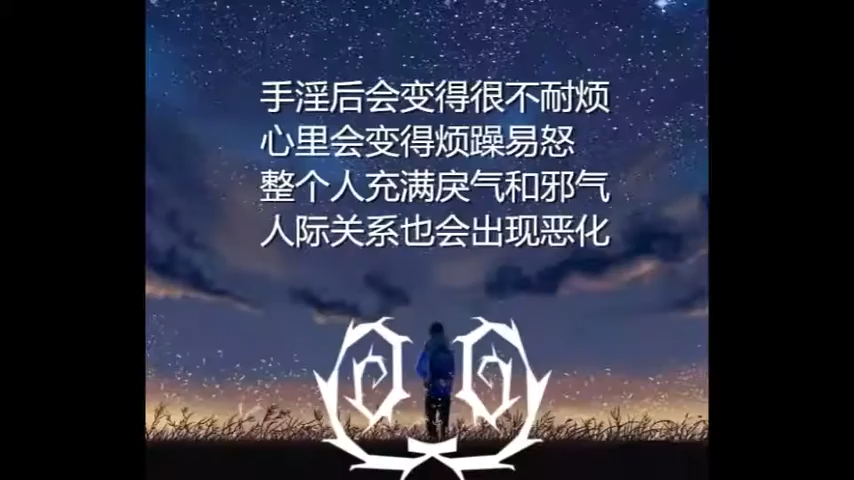 手淫后会变得很不耐烦
心里会变得烦躁易怒
整个人充满戾气和邪气
人际关系也会出现恶化